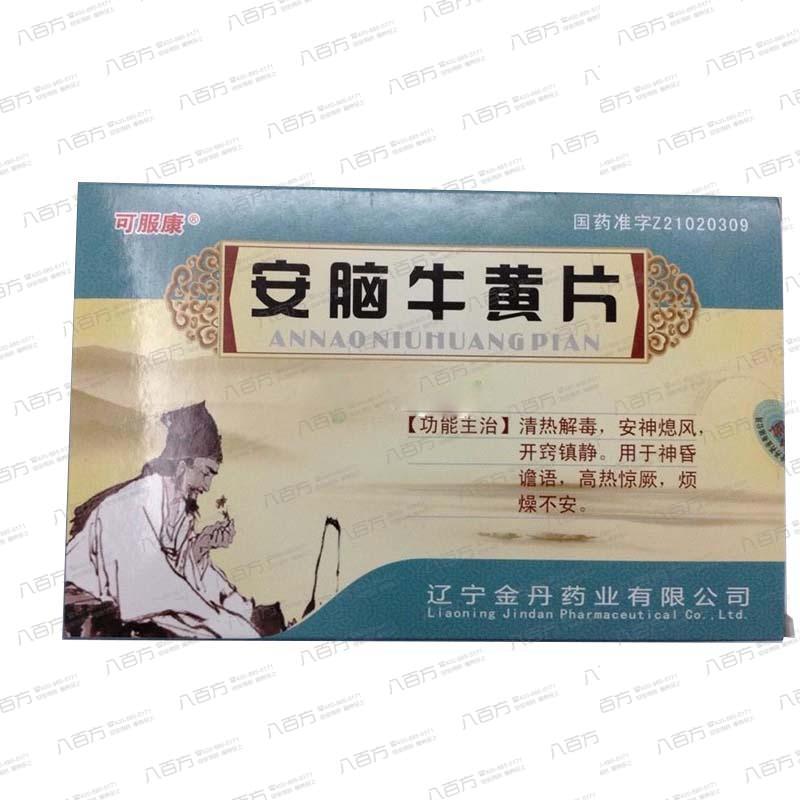 可服康®
国药准字Z21020309
安脑牛黄片
ANNAO NIUHUANG PIAN
【功能主治】清热解毒，安神熄风，
开窍镇静。用于神昏
谵语，高热惊厥，烦
燥不安。
辽宁金丹药业有限公司
Liaoning Jindan Pharmaceutical Co.,Ltd.
八百方